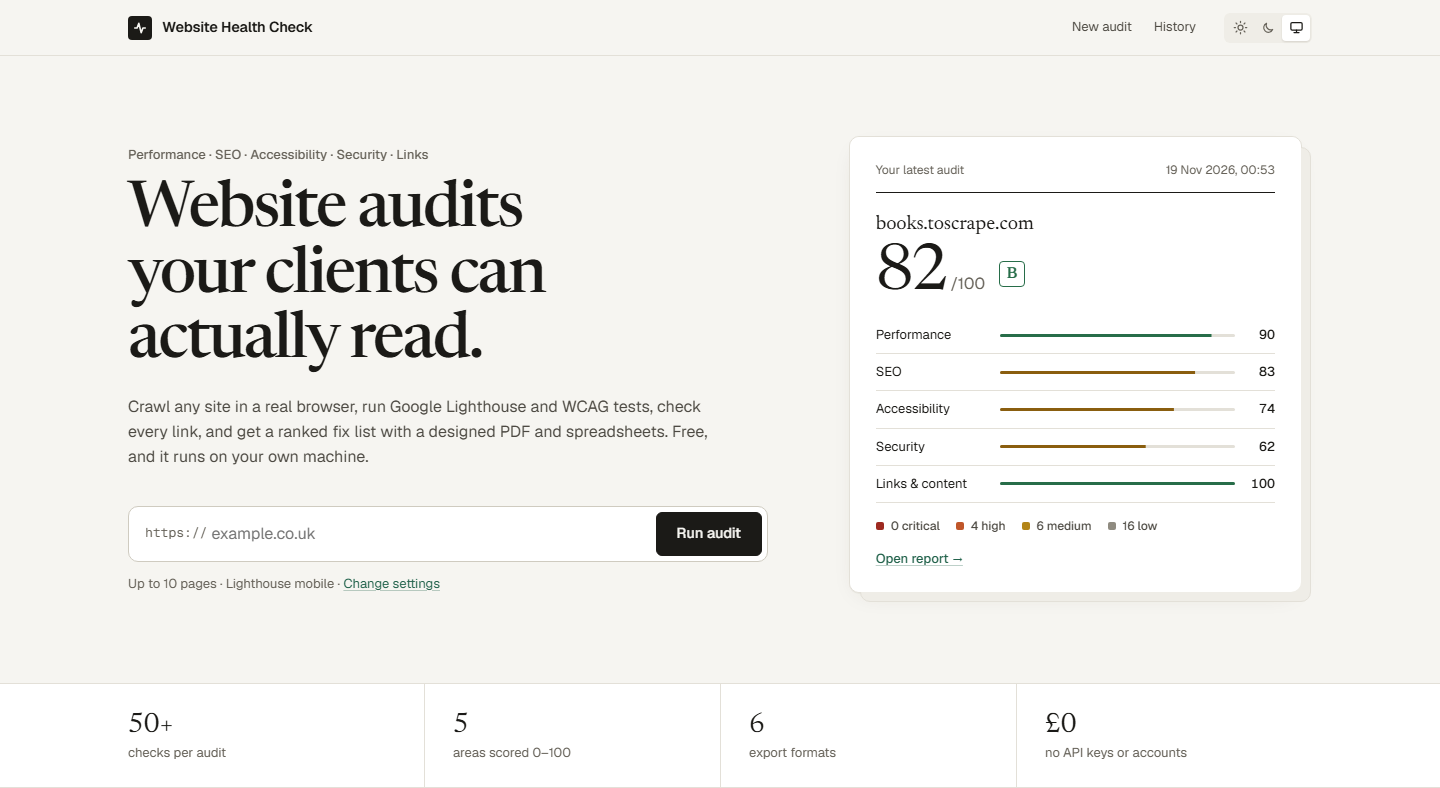 Website Health Check
New audit
History
Performance · SEO · Accessibility · Security · Links
Website audits
your clients can
actually read.
Crawl any site in a real browser, run Google Lighthouse and WCAG tests, check
every link, and get a ranked fix list with a designed PDF and spreadsheets. Free,
and it runs on your own machine.
https:// example.co.uk
Run audit
Up to 10 pages · Lighthouse mobile · Change settings
Your latest audit
19 Nov 2026, 00:53
books.toscrape.com
82/100 B
Performance 90
SEO 83
Accessibility 74
Security 62
Links & content 100
0 critical 4 high 6 medium 16 low
Open report →
50+
checks per audit
5
areas scored 0–100
6
export formats
£0
no API keys or accounts